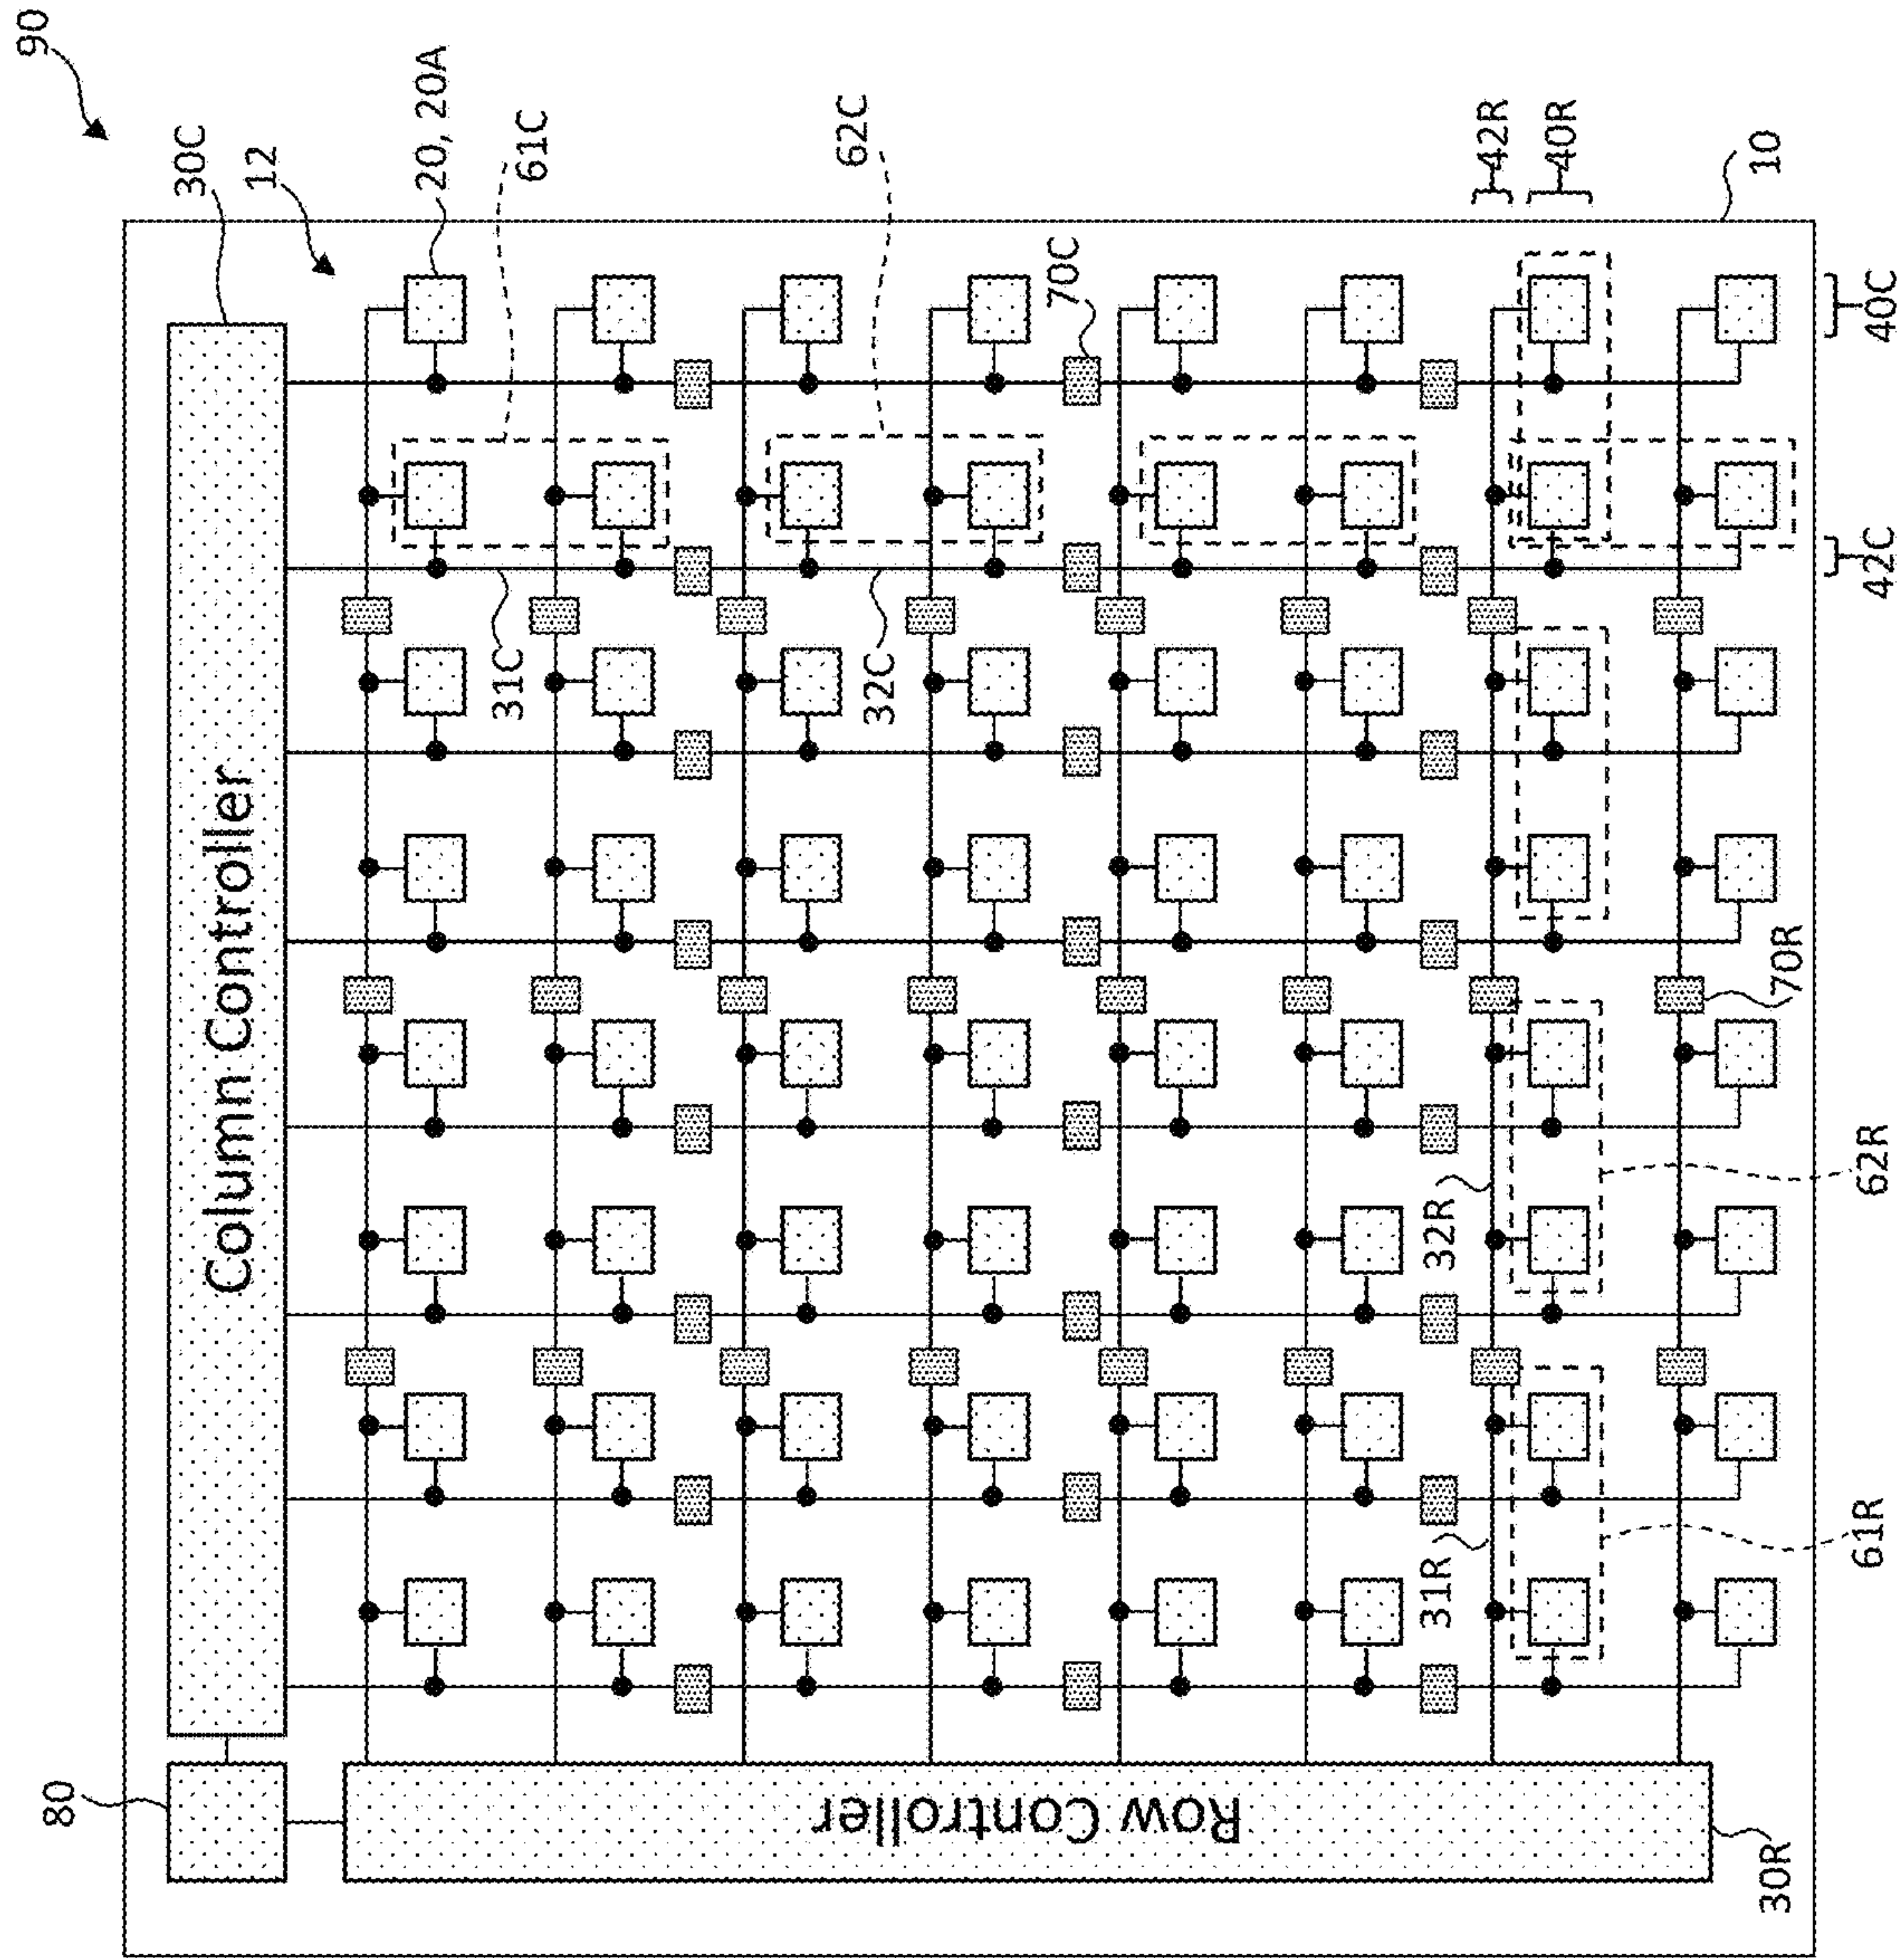 90
80
30C
Column Controller
12
20, 20A
31C
61C
62C
32C
70C
Row Controller
31R
32R
42R
40R
70R
10
30R
61R
62R
42C
40C